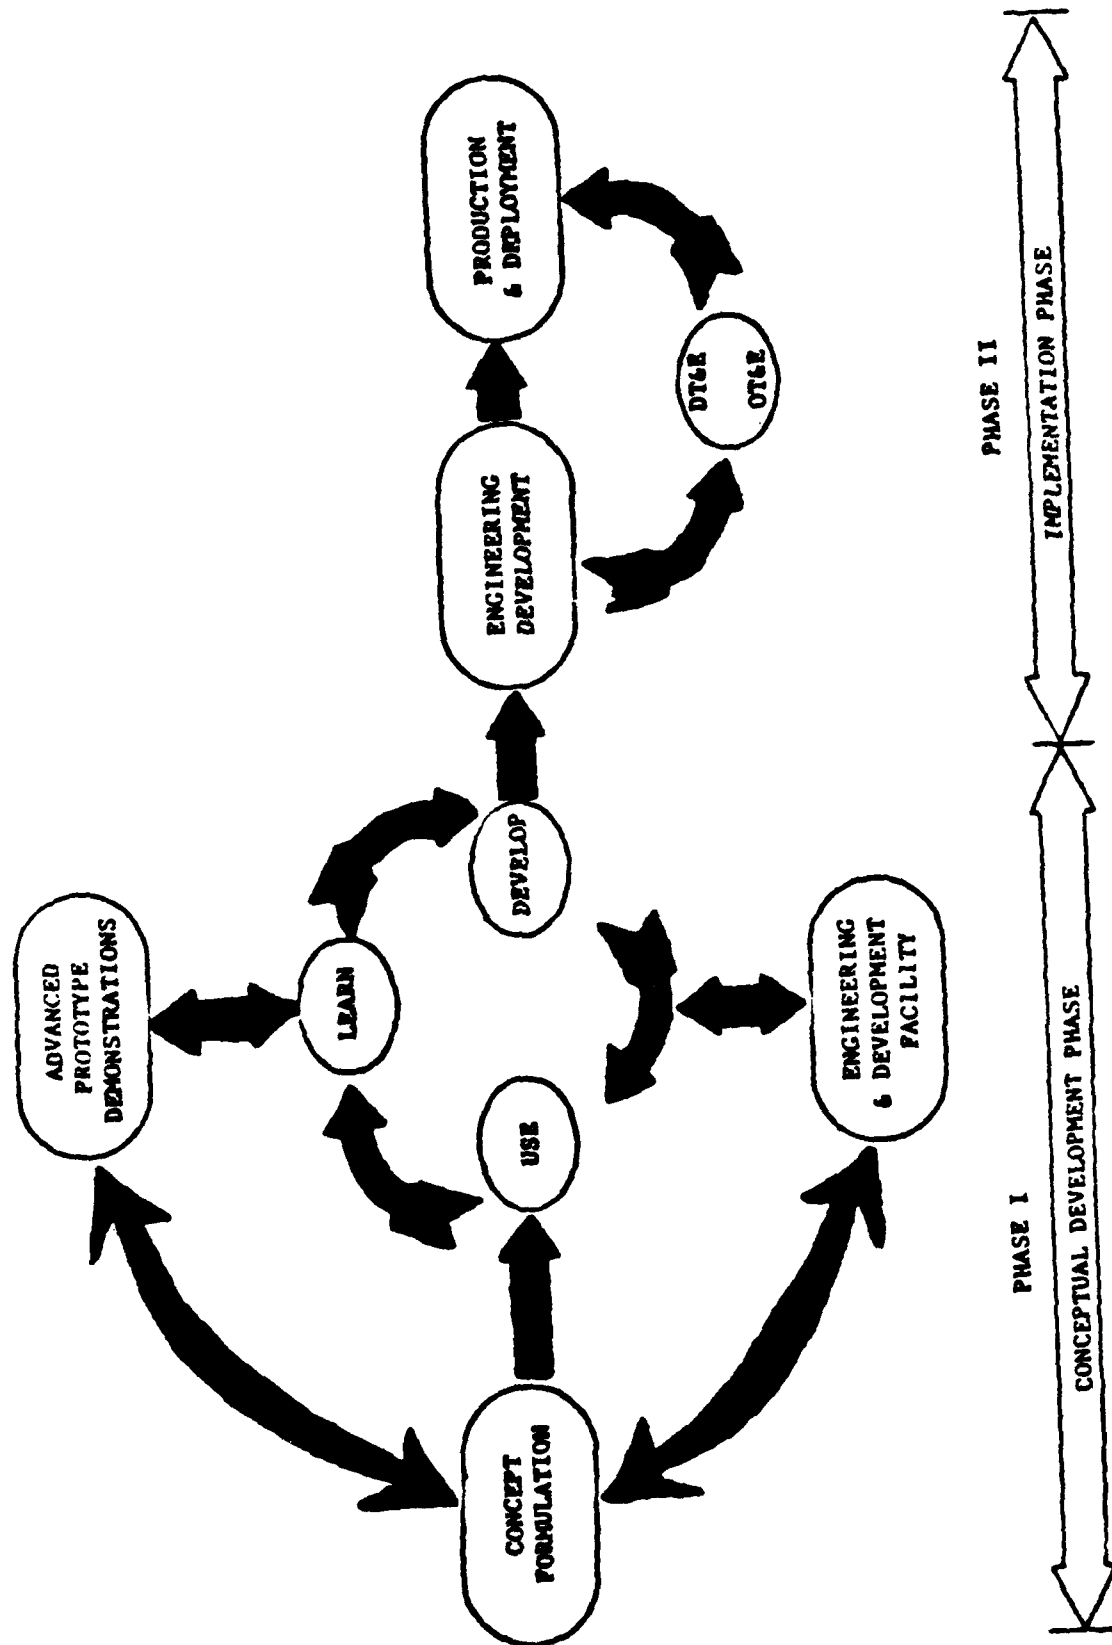 ADVANCED
PROTOTYPE
DEMONSTRATIONS
LEARN
CONCEPT
FORMULATION
USE
DEVELOP
ENGINEERING
DEVELOPMENT
PRODUCTION
& DEPLOYMENT
DT&E
OT&E
ENGINEERING
& DEVELOPMENT
FACILITY
PHASE I
PHASE II
CONCEPTUAL DEVELOPMENT PHASE
IMPLEMENTATION PHASE